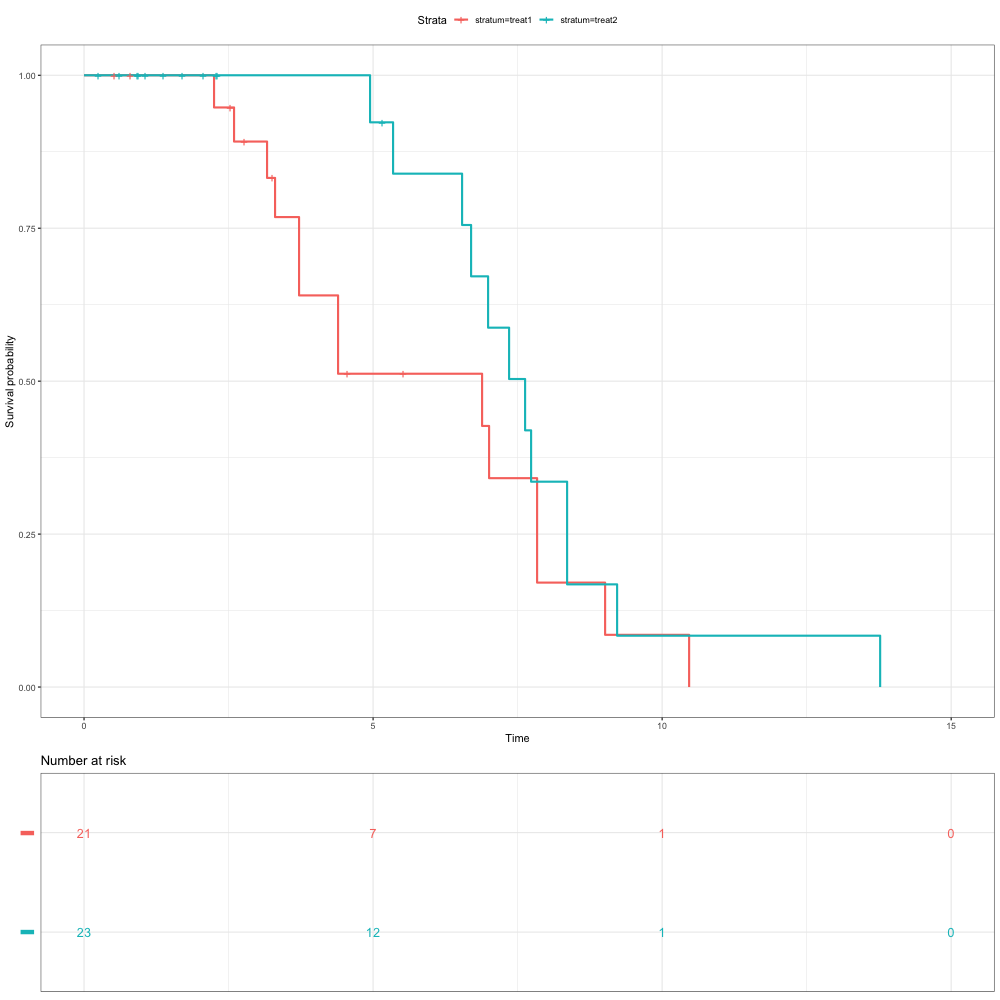 Strata stratum=treat1 stratum=treat2
1.00
0.75
0.50
0.25
0.00
Survival probability
0 5 10 15
Time
Number at risk
21 7 1 0
23 12 1 0